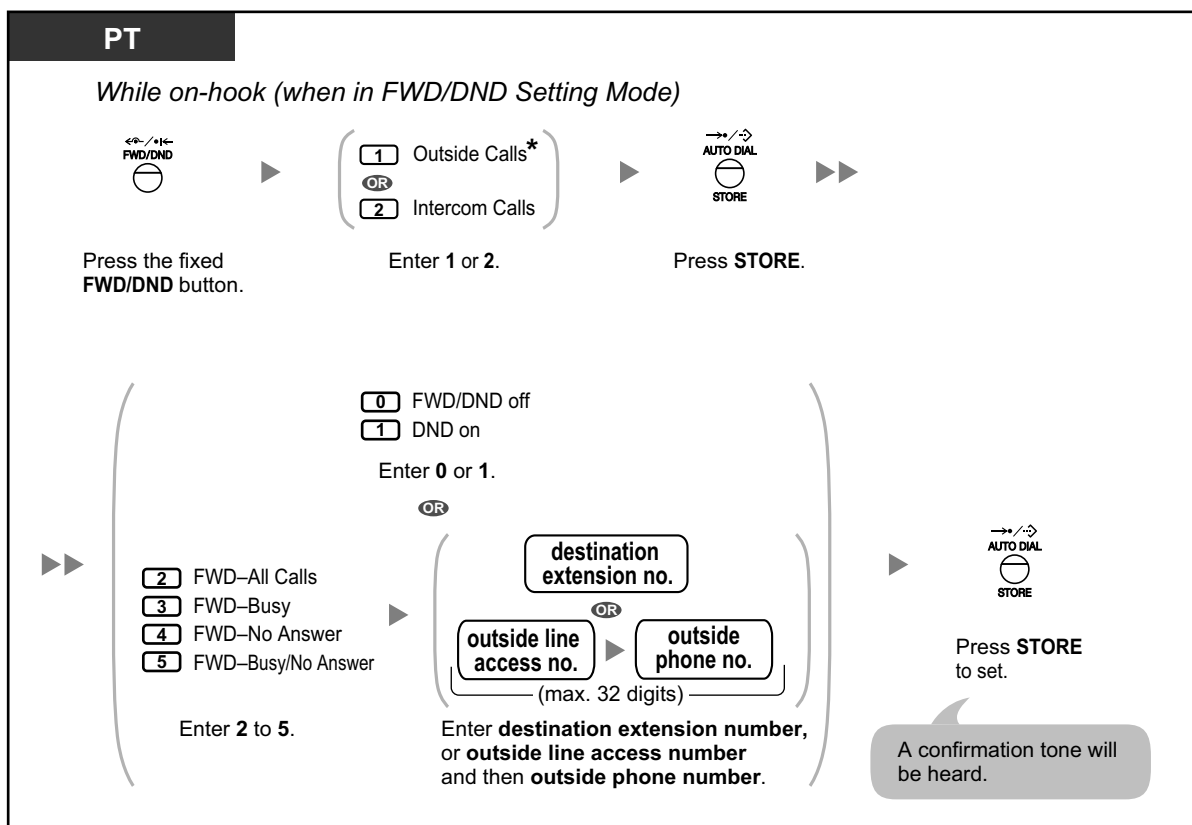 PT
While on-hook (when in FWD/DND Setting Mode)
FWD/DND
1 Outside Calls*
OR
2 Intercom Calls
AUTO DIAL
STORE
Press the fixed
FWD/DND button.
Enter 1 or 2.
Press STORE.
0 FWD/DND off
1 DND on
Enter 0 or 1.
OR
2 FWD–All Calls
3 FWD–Busy
4 FWD–No Answer
5 FWD–Busy/No Answer
Enter 2 to 5.
destination
extension no.
OR
outside line
access no.
outside
phone no.
(max. 32 digits)
Enter destination extension number,
or outside line access number
and then outside phone number.
AUTO DIAL
STORE
Press STORE
to set.
A confirmation tone will
be heard.